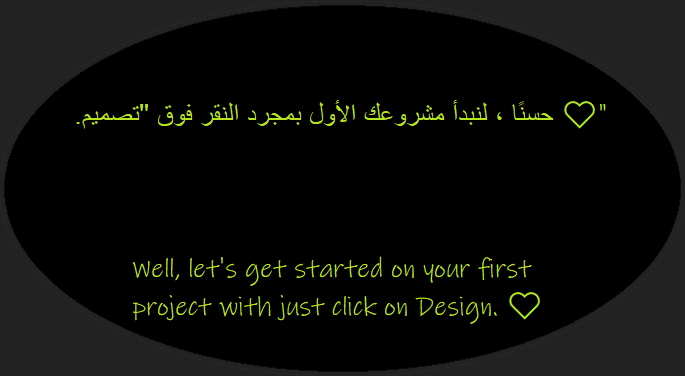 حسنًا ، لنبدأ مشروعك الأول بمجرد النقر فوق "تصميم. ♡"
Well, let's get started on your first
project with just click on Design. ♡